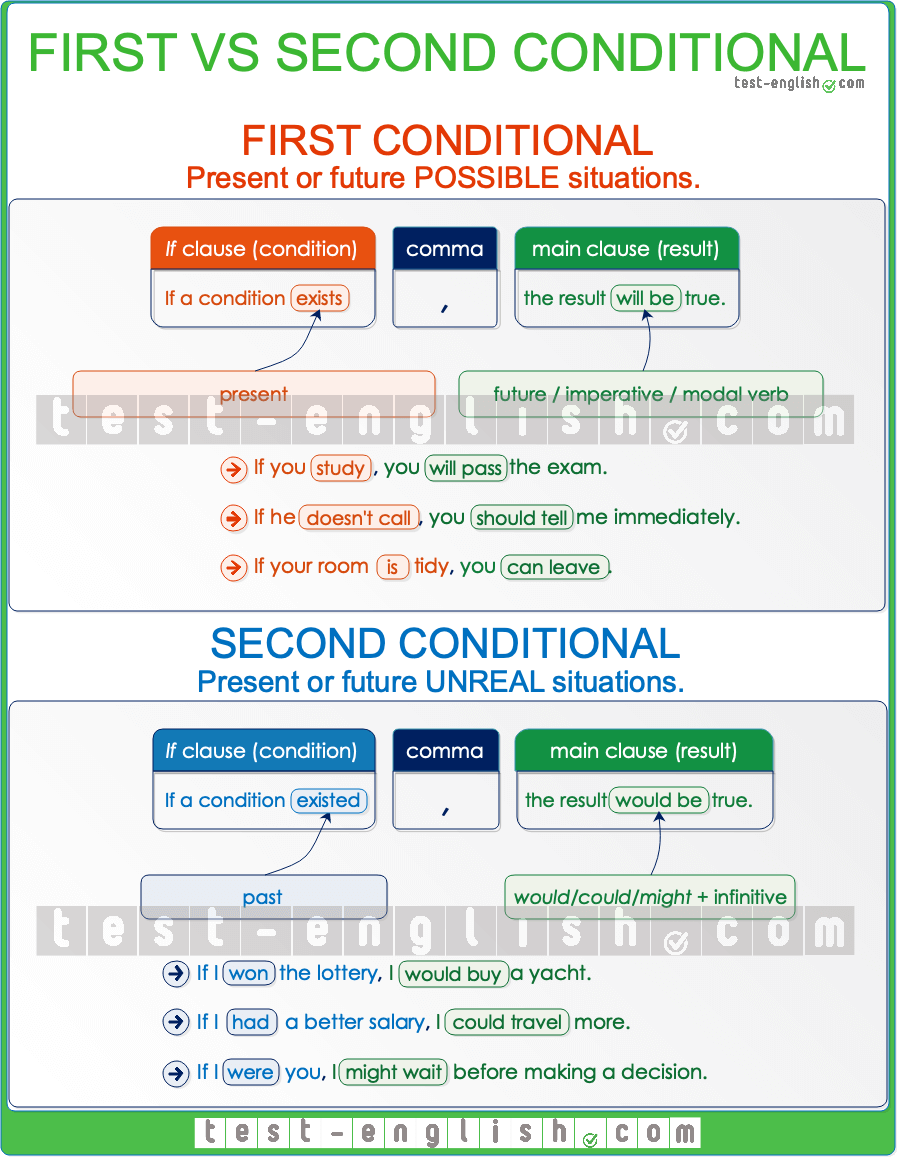 FIRST VS SECOND CONDITIONAL
test-english.com
FIRST CONDITIONAL
Present or future POSSIBLE situations.
If clause (condition) comma main clause (result)
If a condition exists , the result will be true.
present future / imperative / modal verb
test-english.com
If you study, you will pass the exam.
If he doesn't call, you should tell me immediately.
If your room is tidy, you can leave.
SECOND CONDITIONAL
Present or future UNREAL situations.
If clause (condition) comma main clause (result)
If a condition existed , the result would be true.
past would/could/might + infinitive
test-english.com
If I won the lottery, I would buy a yacht.
If I had a better salary, I could travel more.
If I were you, I might wait before making a decision.
test-english.com